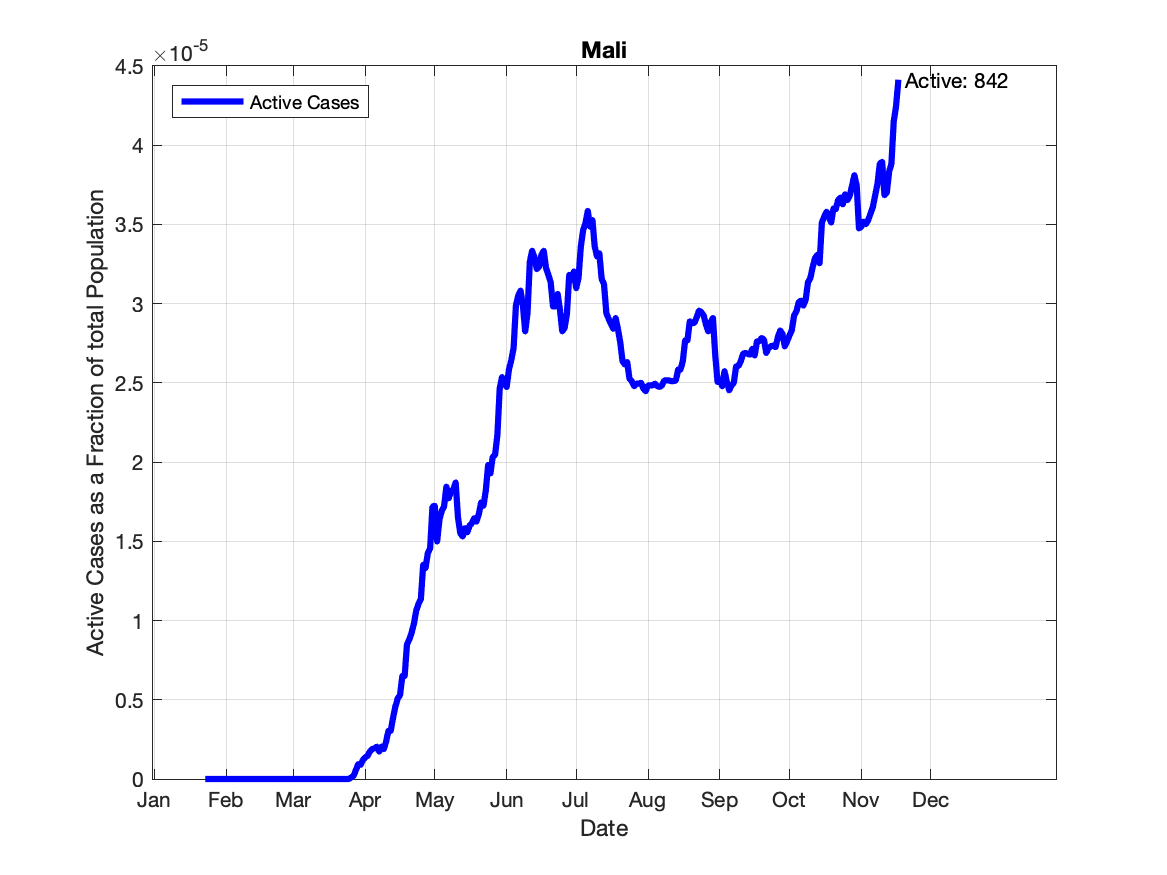 Mali
×10-5
4.5
4
3.5
3
2.5
2
1.5
1
0.5
0
Active Cases
Active: 842
Active Cases as a Fraction of total Population
Jan Feb Mar Apr May Jun Jul Aug Sep Oct Nov Dec
Date